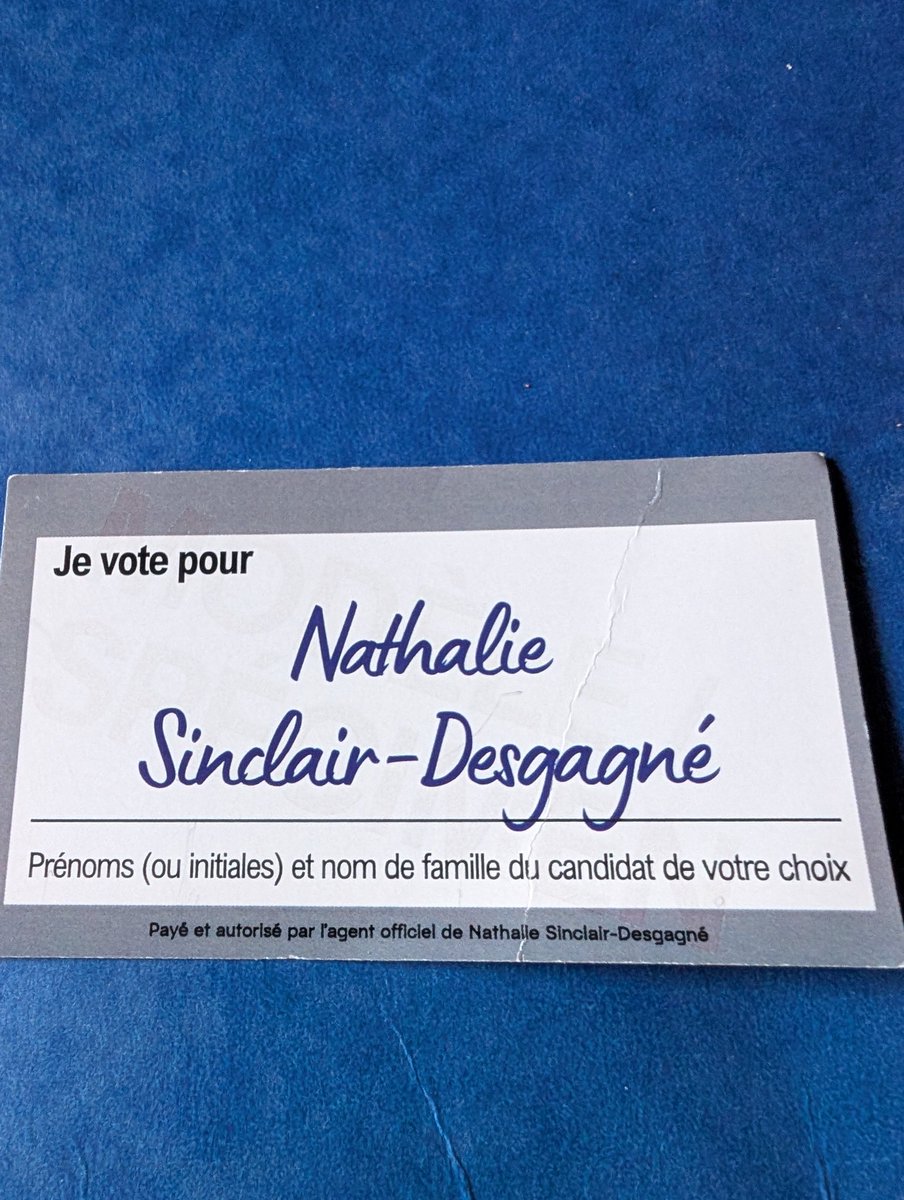 Je vote pour
Nathalie
Sinclair-Desgagné
Prénoms (ou initiales) et nom de famille du candidat de votre choix
Payé et autorisé par l'agent officiel de Nathalie Sinclair-Desgagné